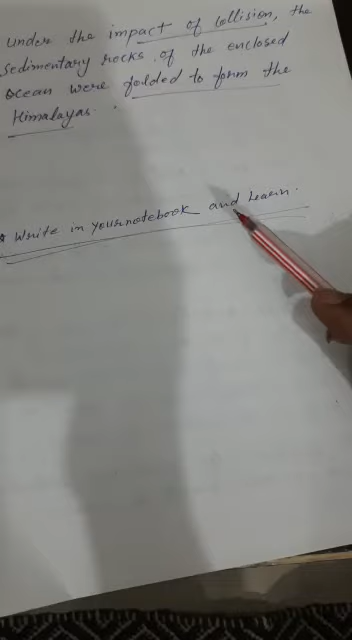 under the impact of collision, the
sedimentary rocks of the enclosed
ocean were folded to form the
Himalayas.
* Write in your notebook and Learn.